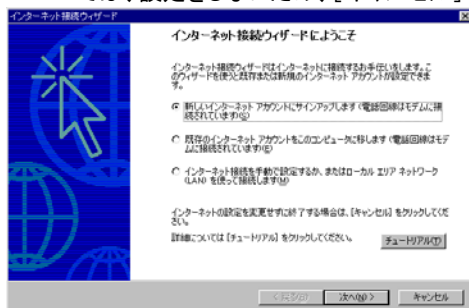 インターネット接続ウィザード
インターネット接続ウィザードにようこそ
インターネット接続ウィザードはインターネットに接続するお手伝いをします。こ
のウィザードを使うと既存または新規のインターネット アカウントが設定できま
す。
新しいインターネット アカウントにサインアップします (電話回線はモデムに接
続されています)(S)
既存のインターネット アカウントをこのコンピュータに移します (電話回線はモデ
ムに接続されています)(E)
インターネット接続を手動で設定するか、またはローカル エリア ネットワーク
(LAN) を使って接続します(M)
インターネットの設定を変更せずに終了する場合は、[キャンセル] をクリックしてくだ
さい。
詳細については [チュートリアル] をクリックしてください。
チュートリアル(T)
< 戻る(B)
次へ(N) >
キャンセル